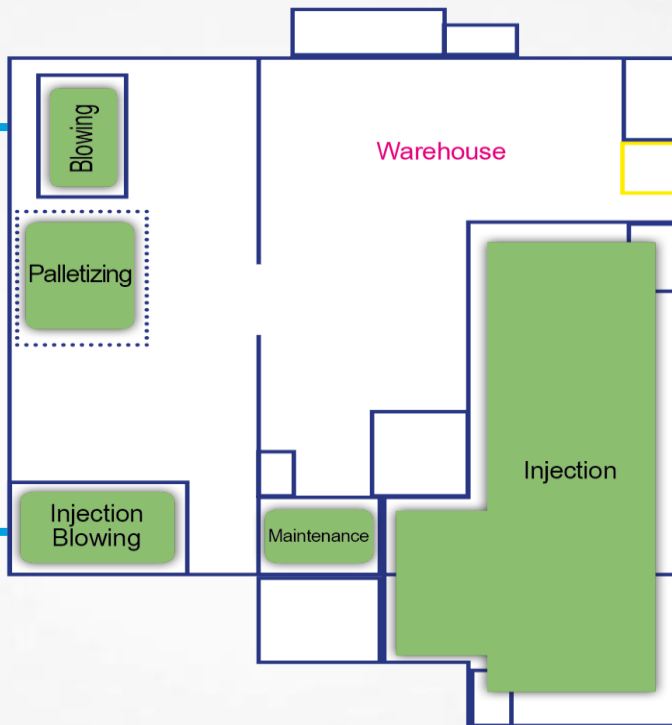 Blowing
Warehouse
Palletizing
Injection
Injection
Blowing
Maintenance